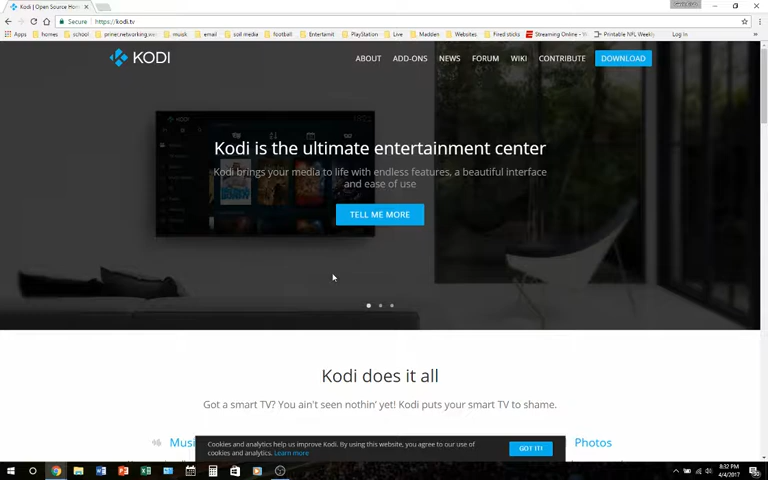 Kodi | Open Source Hom
Secure | https://kodi.tv
Apps homes school email football PlayStation Live Madden Websites Fired sticks Streaming Online - Printable NFL Weekly Log In
KODI
ABOUT ADD-ONS NEWS FORUM WIKI CONTRIBUTE DOWNLOAD
Kodi is the ultimate entertainment center
Kodi brings your media to life with endless features, a beautiful interface
and ease of use
TELL ME MORE
Kodi does it all
Got a smart TV? You ain't seen nothin' yet! Kodi puts your smart TV to shame.
Musi Photos
Cookies and analytics help us improve Kodi. By using this website, you agree to our use of
cookies and analytics. Learn more
GOT IT!
8:32 PM
4/4/2017